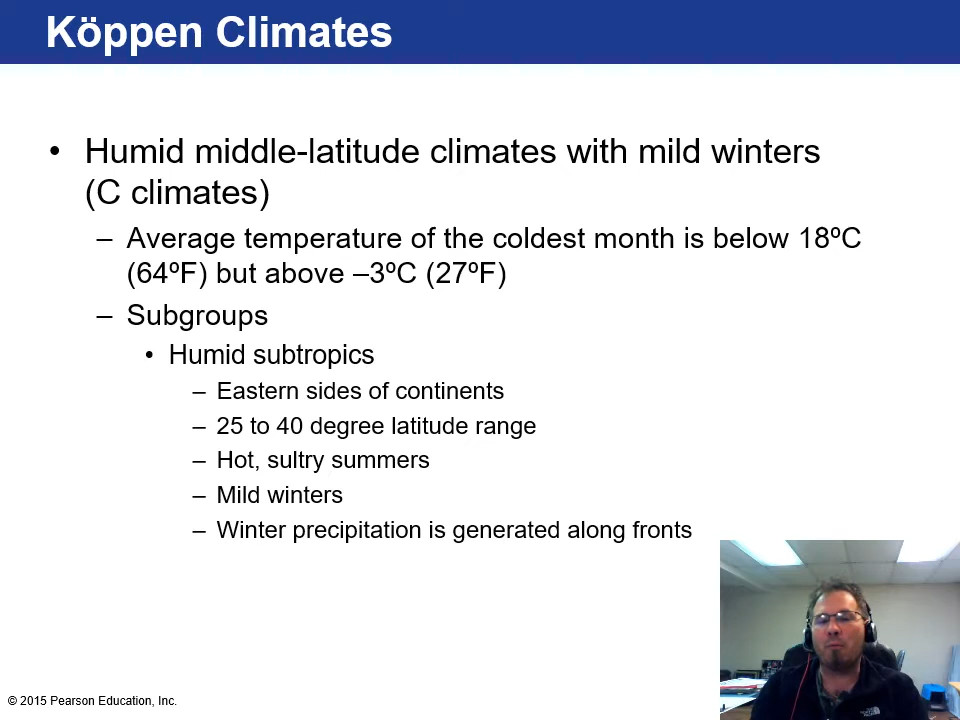 Köppen Climates
• Humid middle-latitude climates with mild winters
(C climates)
– Average temperature of the coldest month is below 18ºC
(64ºF) but above –3ºC (27ºF)
– Subgroups
• Humid subtropics
– Eastern sides of continents
– 25 to 40 degree latitude range
– Hot, sultry summers
– Mild winters
– Winter precipitation is generated along fronts
© 2015 Pearson Education, Inc.